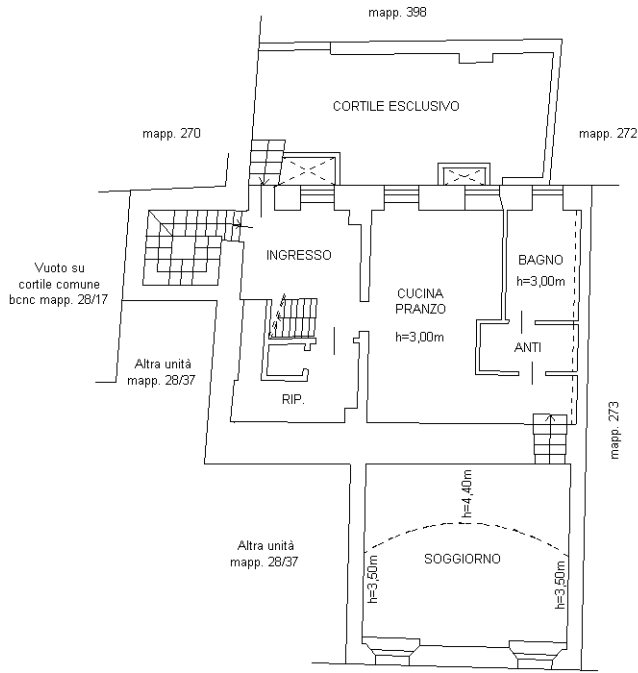 mapp. 398
CORTILE ESCLUSIVO
mapp. 270
mapp. 272
INGRESSO
BAGNO
h=3,00m
Vuoto su
cortile comune
bcnc mapp. 28/17
CUCINA
PRANZO
h=3,00m
ANTI
Altra unità
mapp. 28/37
RIP.
mapp. 273
h=4,40m
Altra unità
mapp. 28/37
SOGGIORNO
h=3,50m
h=3,50m